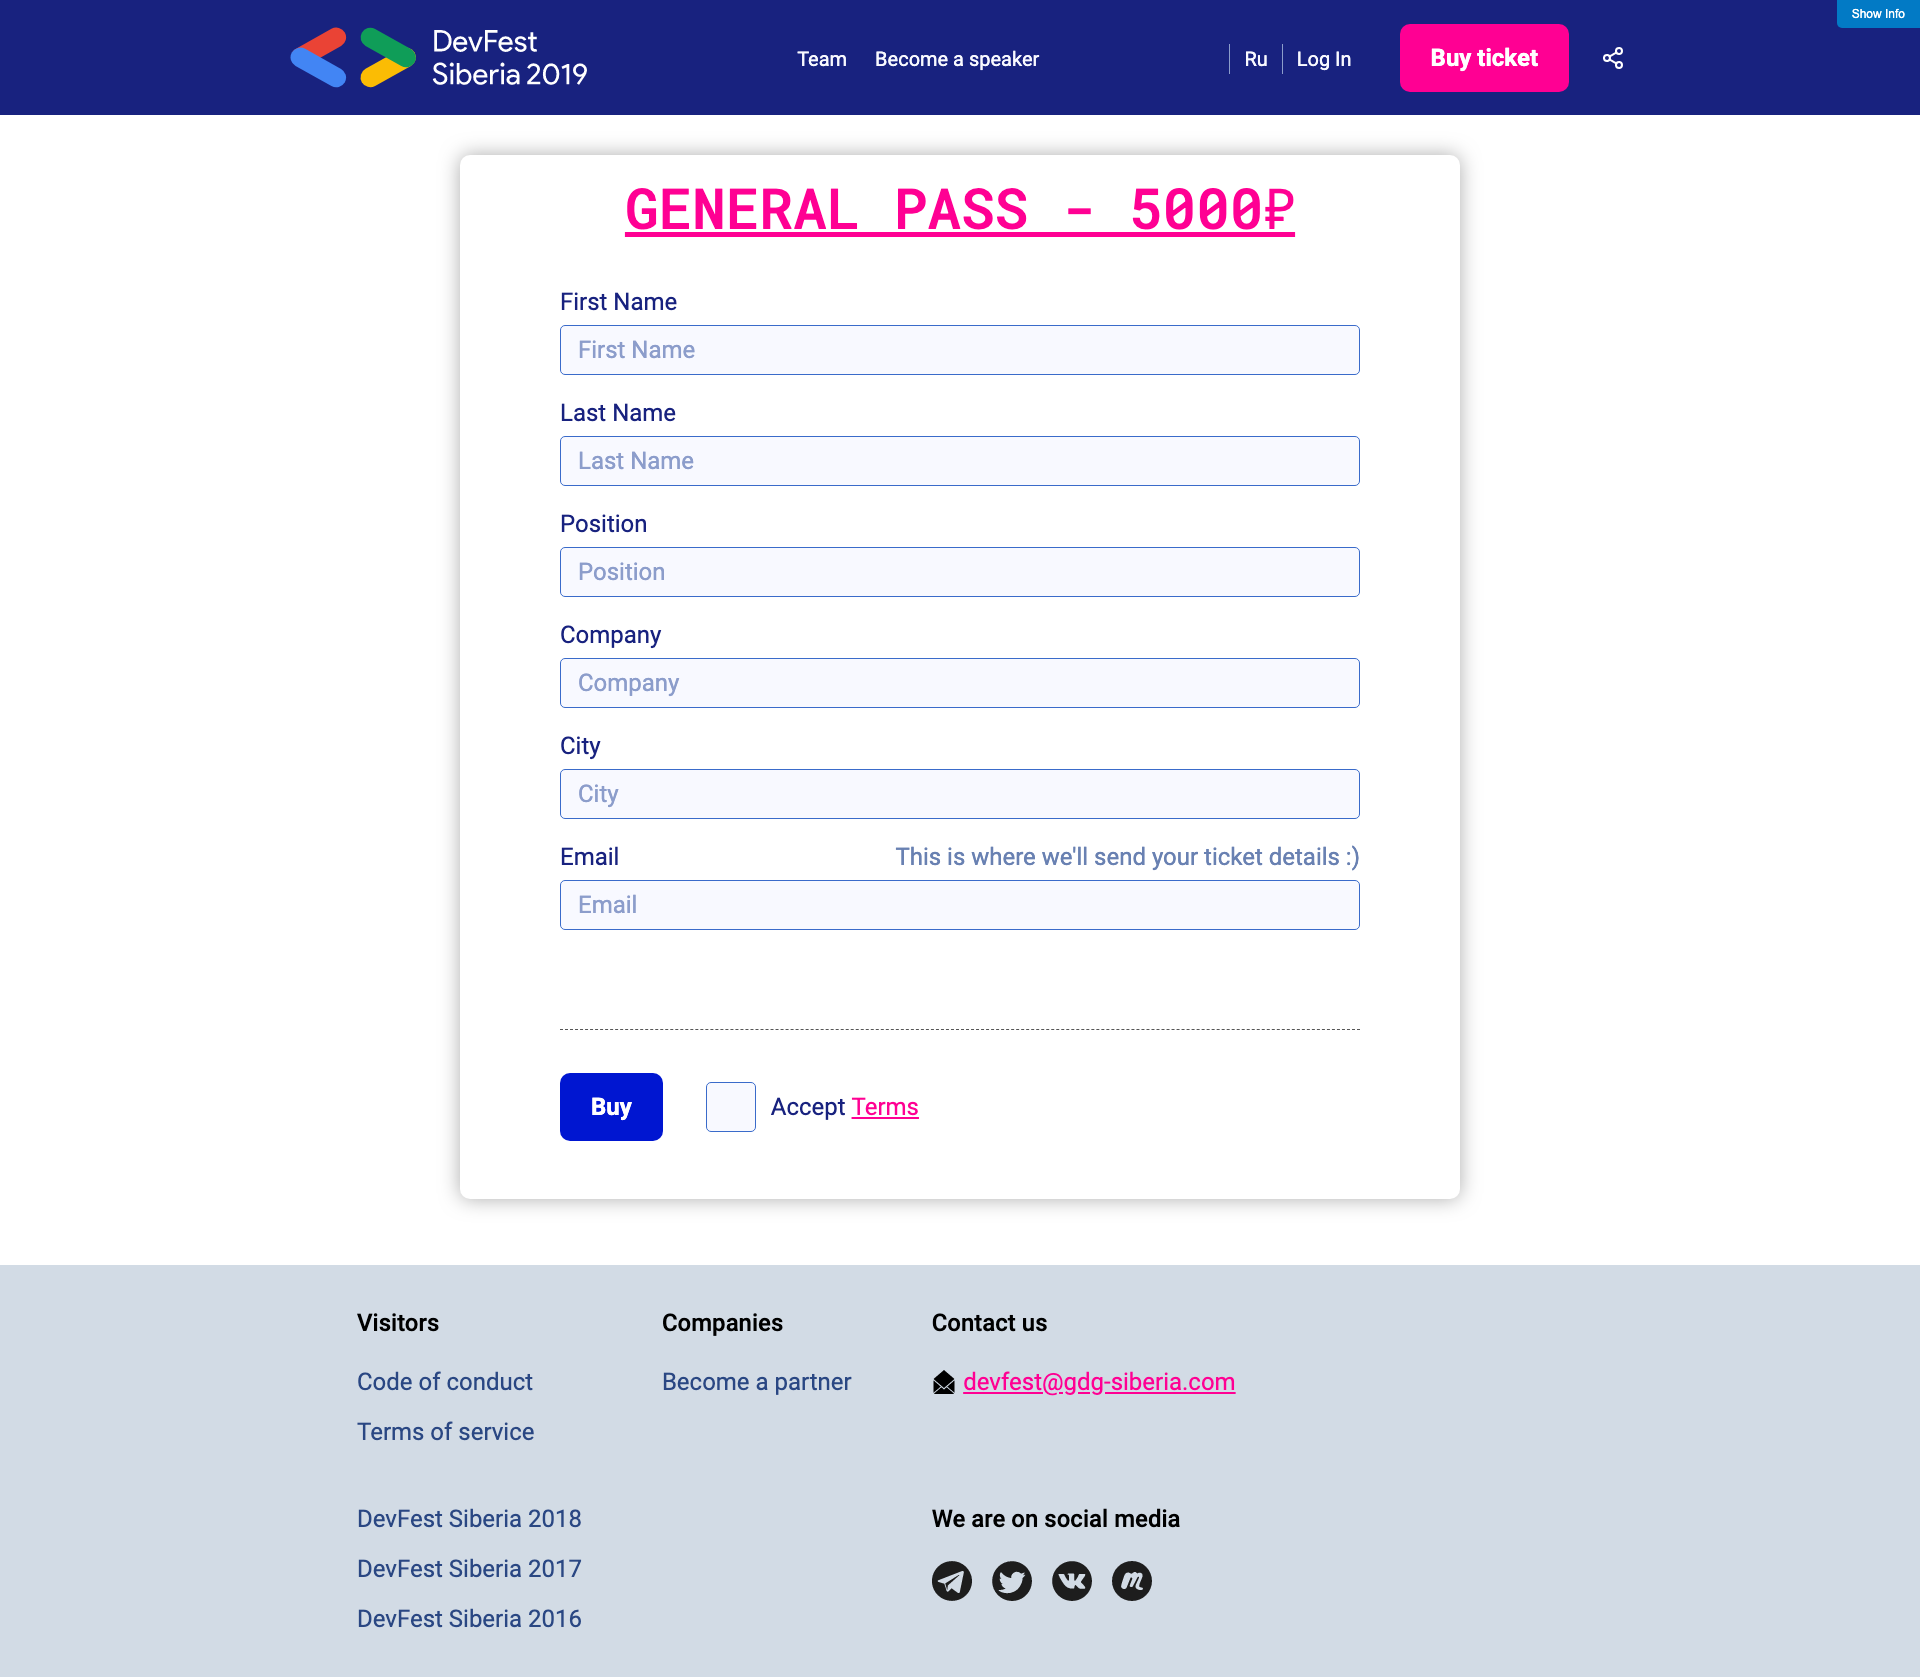 Show Info
DevFest
Siberia 2019
Team
Become a speaker
Ru
Log In
Buy ticket
GENERAL PASS - 5000₽
First Name
First Name
Last Name
Last Name
Position
Position
Company
Company
City
City
Email
This is where we'll send your ticket details :)
Email
Buy
Accept Terms
Visitors
Code of conduct
Terms of service
Companies
Become a partner
Contact us
devfest@gdg-siberia.com
DevFest Siberia 2018
DevFest Siberia 2017
DevFest Siberia 2016
We are on social media